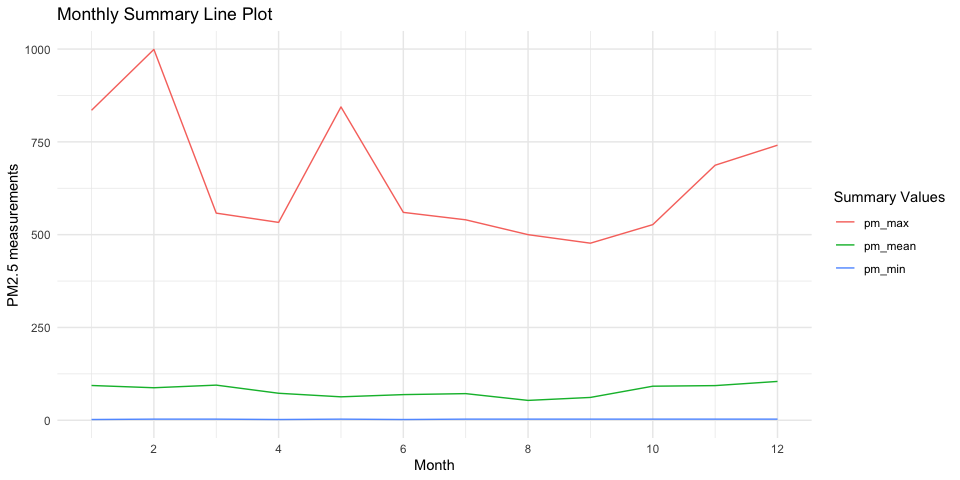 Monthly Summary Line Plot
1000
750
500
250
0
PM2.5 measurements
2 4 6 8 10 12
Month
Summary Values
pm_max
pm_mean
pm_min